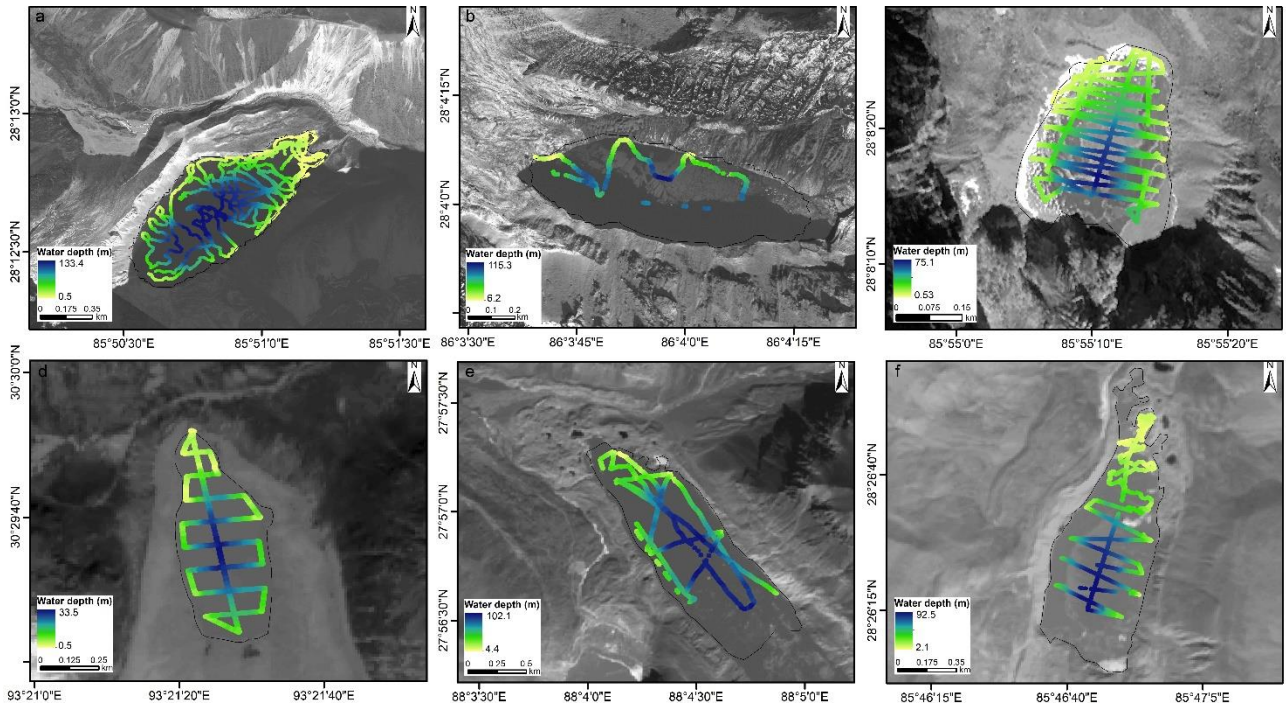 a
N
28°13'0"N
28°12'30"N
Water depth (m)
133.4
0.5
0 0.175 0.35
km
85°50'30"E
85°51'0"E
85°51'30"E
b
N
28°4'15"N
28°4'0"N
Water depth (m)
115.3
6.2
0 0.1 0.2
km
86°3'30"E
86°3'45"E
86°4'0"E
86°4'15"E
N
28°8'20"N
28°8'10"N
Water depth (m)
75.1
0.53
0 0.075 0.15
km
85°55'0"E
85°55'10"E
85°55'20"E
d
N
30°30'0"N
30°29'40"N
Water depth (m)
33.5
0.5
0 0.125 0.25
km
93°21'0"E
93°21'20"E
93°21'40"E
e
N
27°57'30"N
27°57'0"N
27°56'30"N
Water depth (m)
102.1
4.4
0 0.25 0.5
km
88°3'30"E
88°4'0"E
88°4'30"E
88°5'0"E
f
N
28°26'40"N
28°26'15"N
Water depth (m)
92.5
2.1
0 0.175 0.35
km
85°46'15"E
85°46'40"E
85°47'5"E